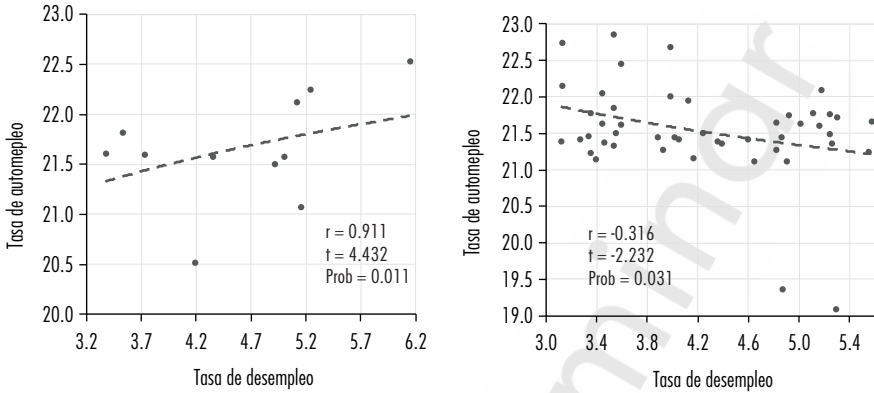 23.0
22.5
22.0
21.5
21.0
20.5
20.0
3.2 3.7 4.2 4.7 5.2 5.7 6.2
Tasa de automepleo
Tasa de desempleo
r = 0.911
t = 4.432
Prob = 0.011
23.0
22.5
22.0
21.5
21.0
20.5
20.0
19.5
19.0
3.0 3.4 3.8 4.2 4.6 5.0 5.4
Tasa de automepleo
Tasa de desempleo
r = -0.316
t = -2.232
Prob = 0.031
minar